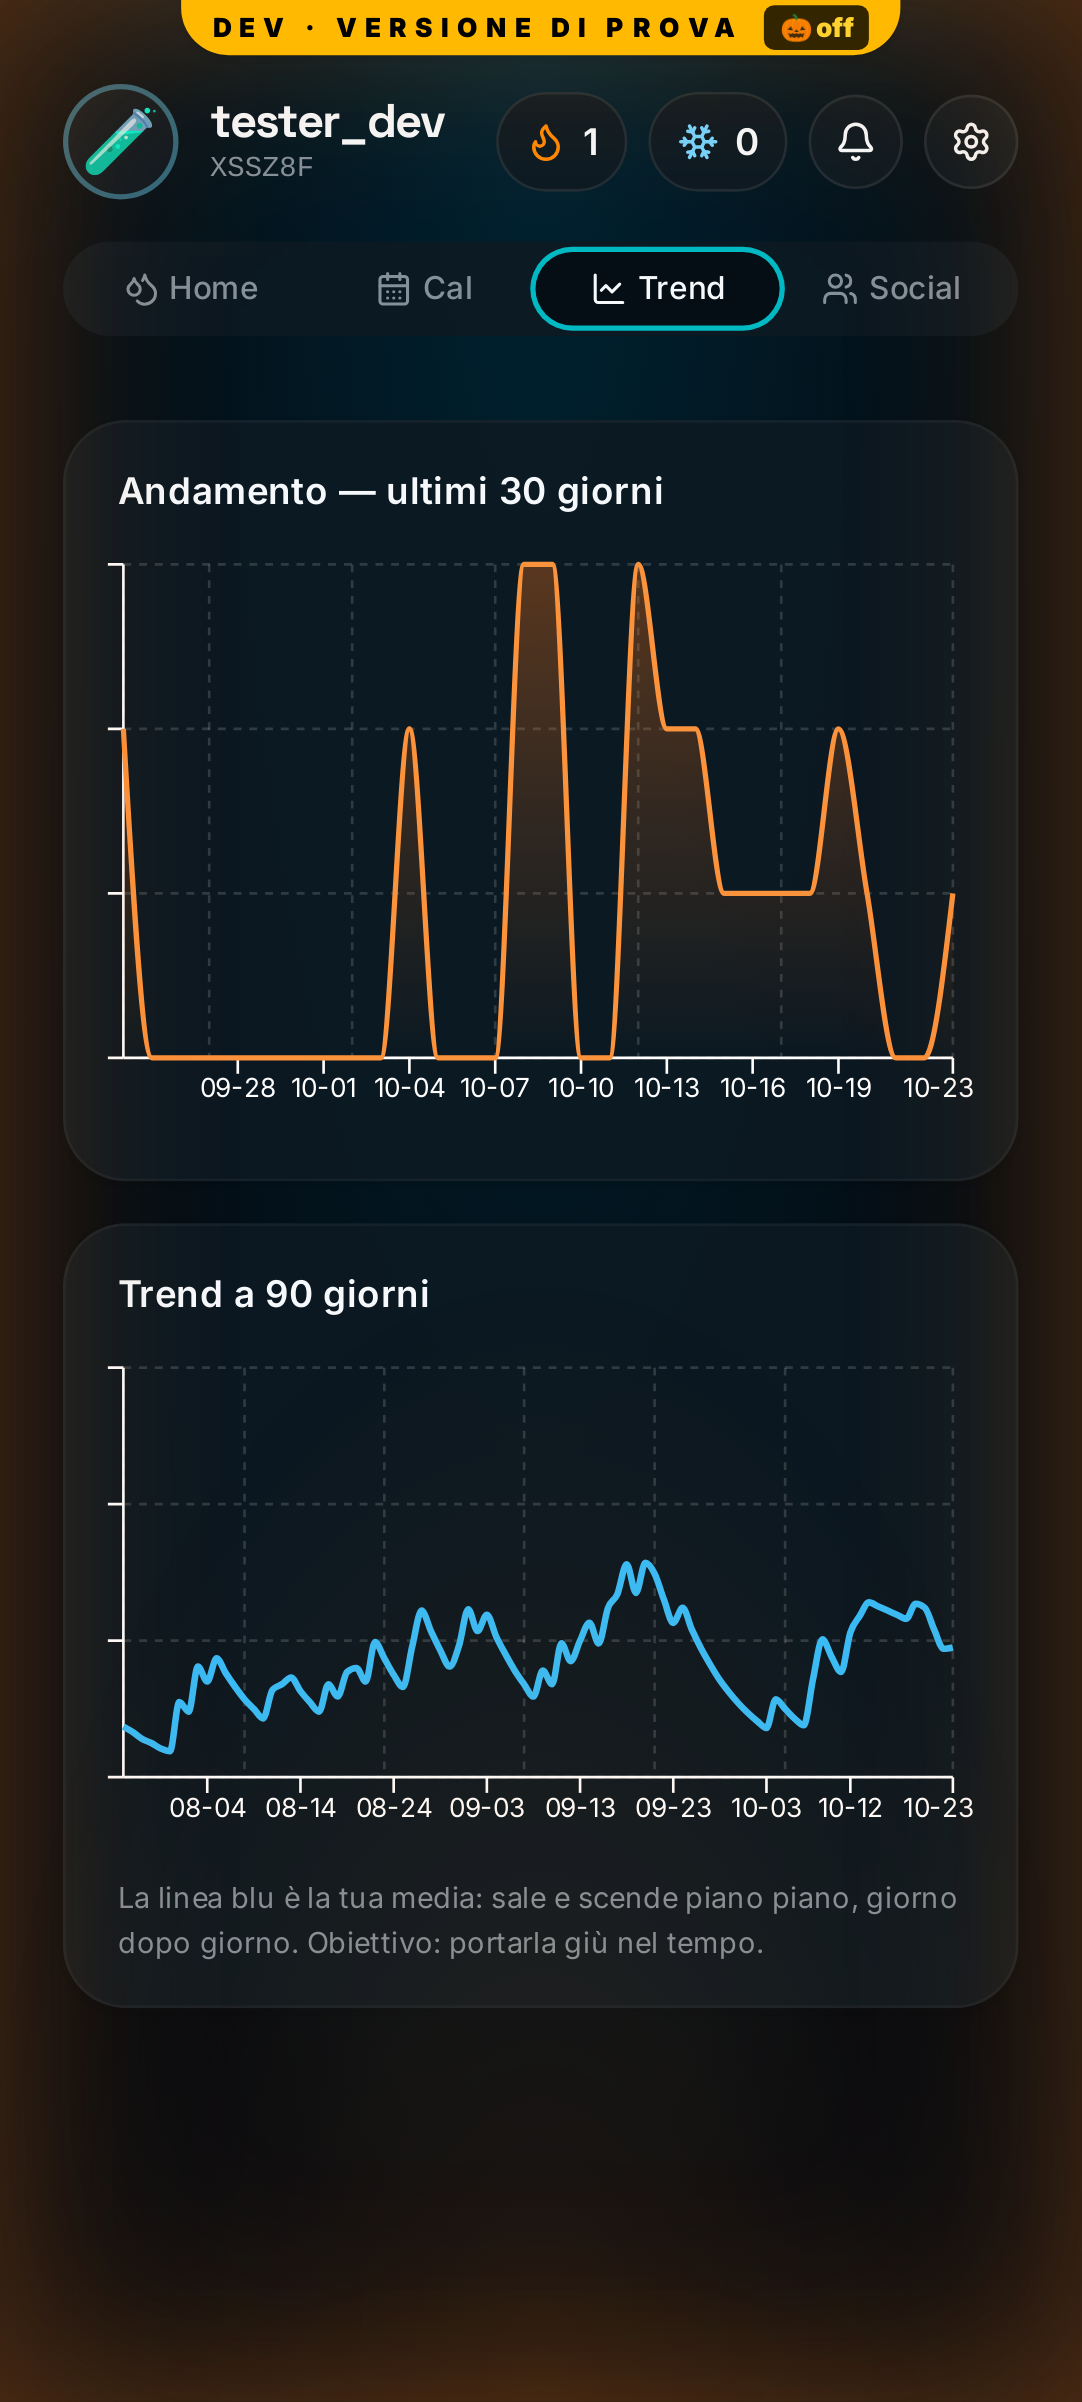 DEV · VERSIONE DI PROVA 🎃 off
tester_dev
XSSZ8F
1
0
Home
Cal
Trend
Social
Andamento — ultimi 30 giorni
09-28 10-01 10-04 10-07 10-10 10-13 10-16 10-19 10-23
Trend a 90 giorni
08-04 08-14 08-24 09-03 09-13 09-23 10-03 10-12 10-23
La linea blu è la tua media: sale e scende piano piano, giorno
dopo giorno. Obiettivo: portarla giù nel tempo.